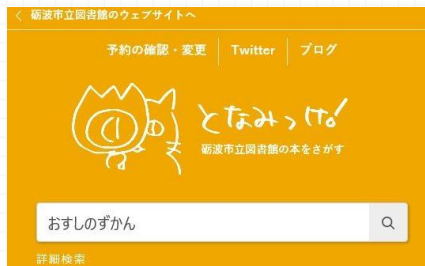 〈 砺波市立図書館のウェブサイトへ
予約の確認・変更 Twitter ブログ
となみっけ!
砺波市立図書館の本をさがす
おすしのずかん
詳細検索